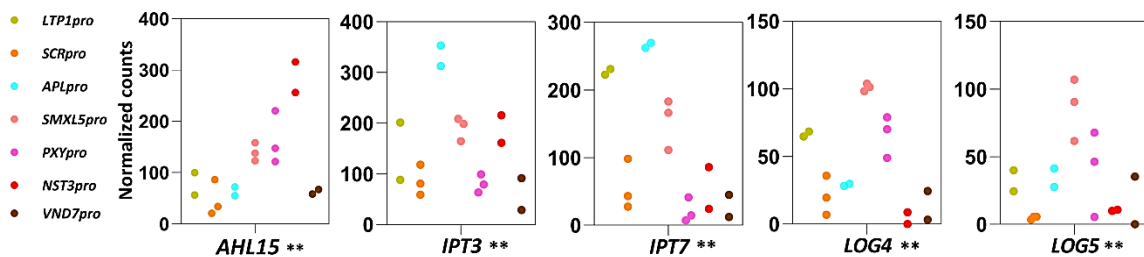 LTP1pro
SCRpro
APLpro
SMXL5pro
PXYpro
NST3pro
VND7pro
Normalized counts
400
300
200
100
0
AHL15 **
400
300
200
100
0
IPT3 **
300
200
100
0
IPT7 **
150
100
50
0
LOG4 **
150
100
50
0
LOG5 **